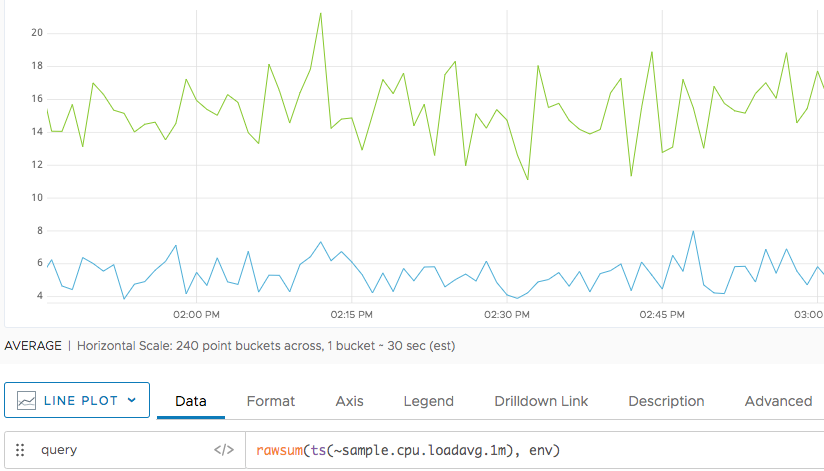 20
18
16
14
12
10
8
6
4
02:00 PM 02:15 PM 02:30 PM 02:45 PM 03:00
AVERAGE | Horizontal Scale: 240 point buckets across, 1 bucket ~ 30 sec (est)
LINE PLOT Data Format Axis Legend Drilldown Link Description Advanced
query </> rawsum(ts(~sample.cpu.loadavg.1m), env)